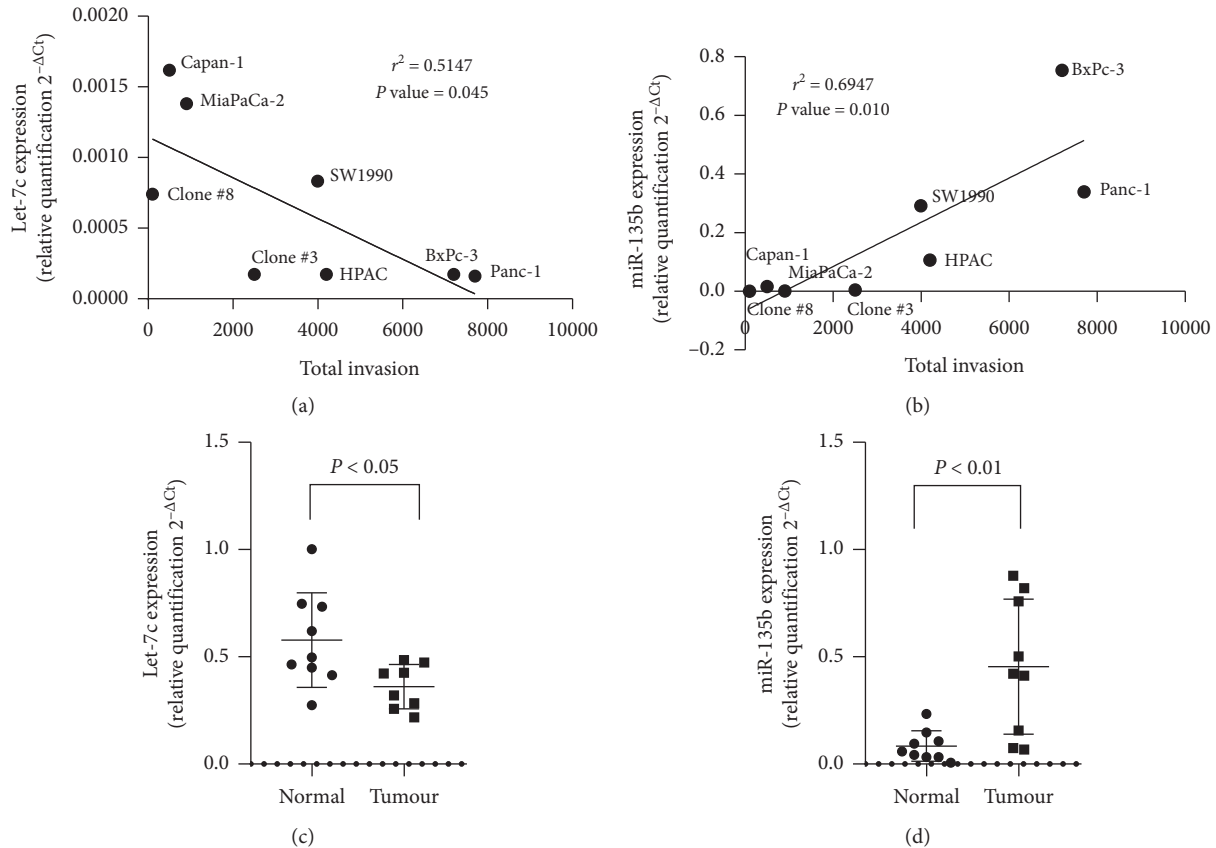 Let-7c expression
(relative quantification 2^−ΔCt)
0.0020
0.0015
0.0010
0.0005
0.0000
Capan-1
MiaPaCa-2
Clone #8
SW1990
Clone #3
HPAC
BxPc-3
Panc-1
r² = 0.5147
P value = 0.045
0 2000 4000 6000 8000 10000
Total invasion
(a)
miR-135b expression
(relative quantification 2^−ΔCt)
0.8
0.6
0.4
0.2
0.0
−0.2
r² = 0.6947
P value = 0.010
BxPc-3
Panc-1
SW1990
HPAC
Capan-1
MiaPaCa-2
Clone #8
Clone #3
0 2000 4000 6000 8000 10000
Total invasion
(b)
Let-7c expression
(relative quantification 2^−ΔCt)
1.5
1.0
0.5
0.0
P < 0.05
Normal Tumour
(c)
miR-135b expression
(relative quantification 2^−ΔCt)
1.5
1.0
0.5
0.0
P < 0.01
Normal Tumour
(d)